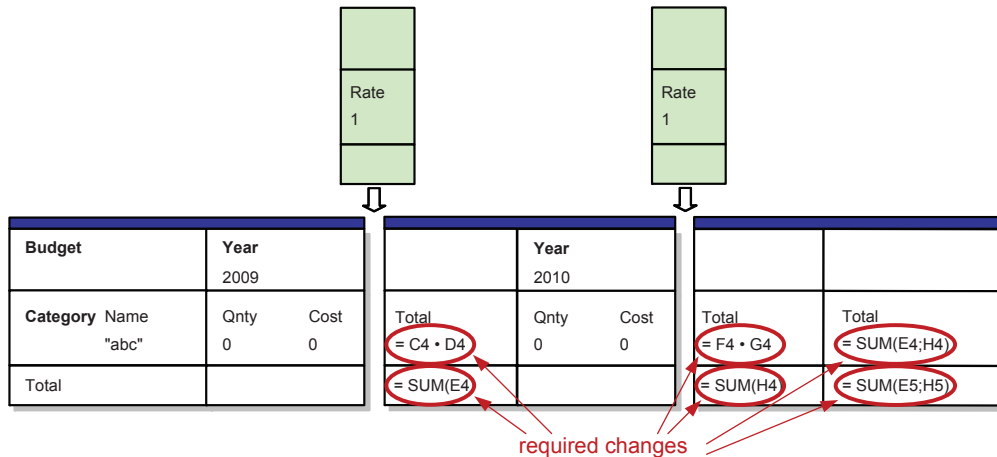 Rate
1
Rate
1
Budget
Year
2009
Year
2010
Category Name
"abc"
Qnty Cost
0 0
Total
= C4 • D4
Qnty Cost
0 0
Total
= F4 • G4
Total
= SUM(E4;H4)
Total
= SUM(E4
= SUM(H4)
= SUM(E5;H5)
required changes